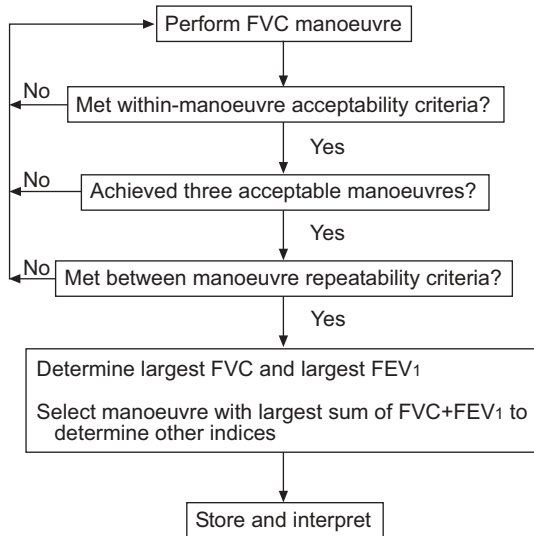 Perform FVC manoeuvre
No
Met within-manoeuvre acceptability criteria?
Yes
No
Achieved three acceptable manoeuvres?
Yes
No
Met between manoeuvre repeatability criteria?
Yes
Determine largest FVC and largest FEV1
Select manoeuvre with largest sum of FVC+FEV1 to
determine other indices
Store and interpret